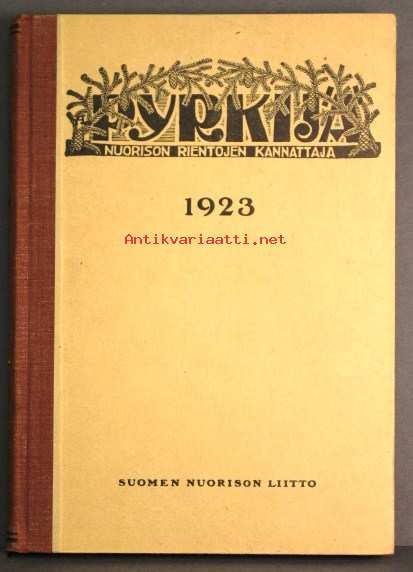 PYRKIJÄ
NUORISON RIENTOJEN KANNATTAJA
1923
Antikvariaatti.net
SUOMEN NUORISON LIITTO